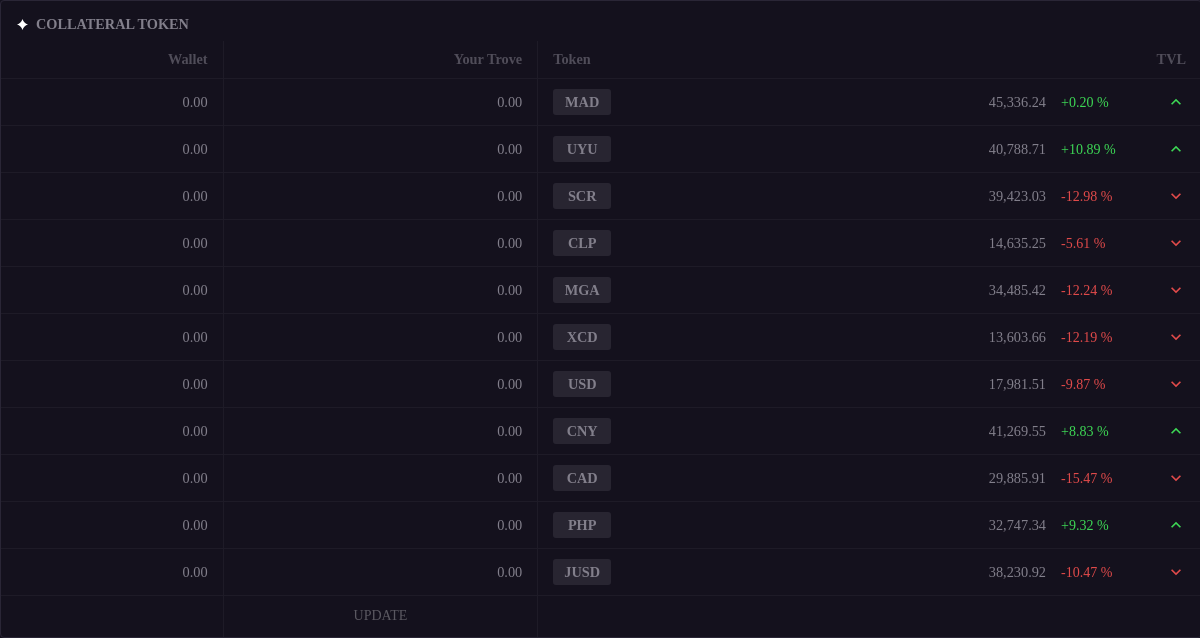 COLLATERAL TOKEN
Wallet Your Trove Token TVL
0.00 0.00 MAD 45,336.24 +0.20 %
0.00 0.00 UYU 40,788.71 +10.89 %
0.00 0.00 SCR 39,423.03 -12.98 %
0.00 0.00 CLP 14,635.25 -5.61 %
0.00 0.00 MGA 34,485.42 -12.24 %
0.00 0.00 XCD 13,603.66 -12.19 %
0.00 0.00 USD 17,981.51 -9.87 %
0.00 0.00 CNY 41,269.55 +8.83 %
0.00 0.00 CAD 29,885.91 -15.47 %
0.00 0.00 PHP 32,747.34 +9.32 %
0.00 0.00 JUSD 38,230.92 -10.47 %
UPDATE